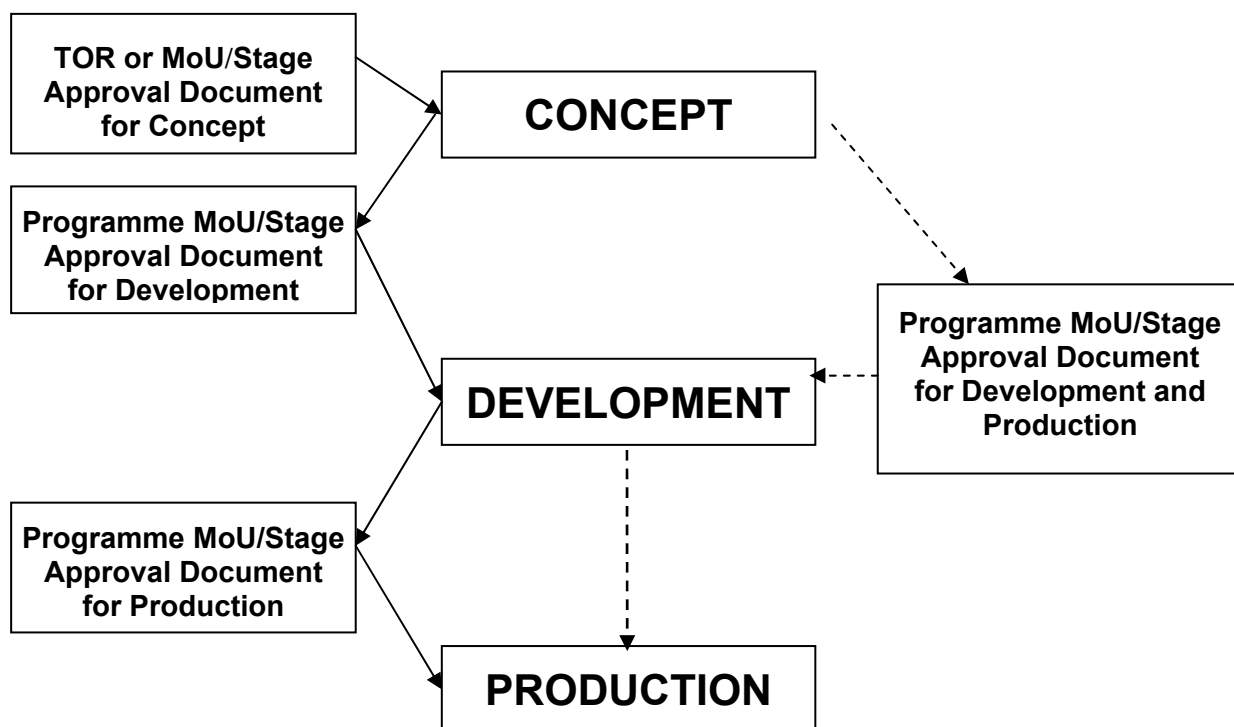 TOR or MoU/Stage
Approval Document
for Concept
CONCEPT
Programme MoU/Stage
Approval Document
for Development
Programme MoU/Stage
Approval Document
for Development and
Production
DEVELOPMENT
Programme MoU/Stage
Approval Document
for Production
PRODUCTION